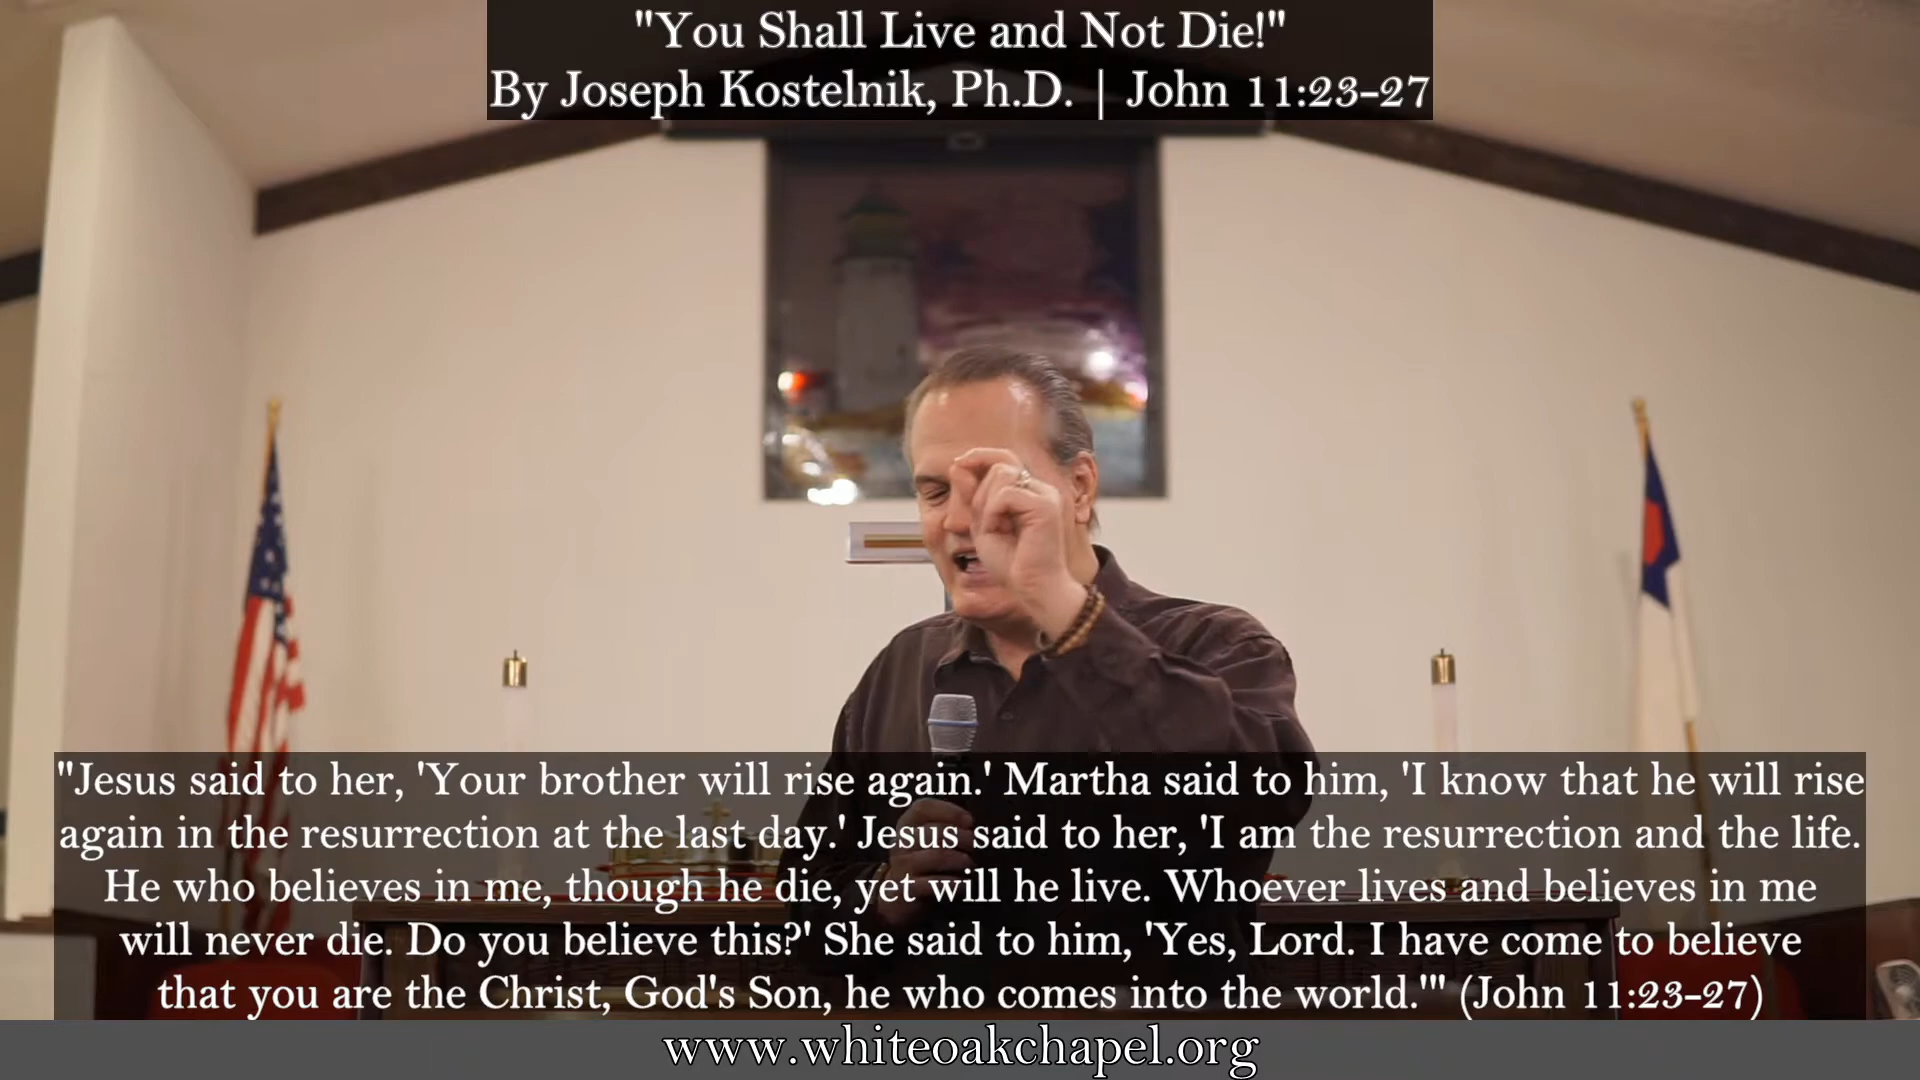 "You Shall Live and Not Die!"
By Joseph Kostelnik, Ph.D. | John 11:23-27
"Jesus said to her, 'Your brother will rise again.' Martha said to him, 'I know that he will rise
again in the resurrection at the last day.' Jesus said to her, 'I am the resurrection and the life.
He who believes in me, though he die, yet will he live. Whoever lives and believes in me
will never die. Do you believe this?' She said to him, 'Yes, Lord. I have come to believe
that you are the Christ, God's Son, he who comes into the world.'" (John 11:23-27)
www.whiteoakchapel.org